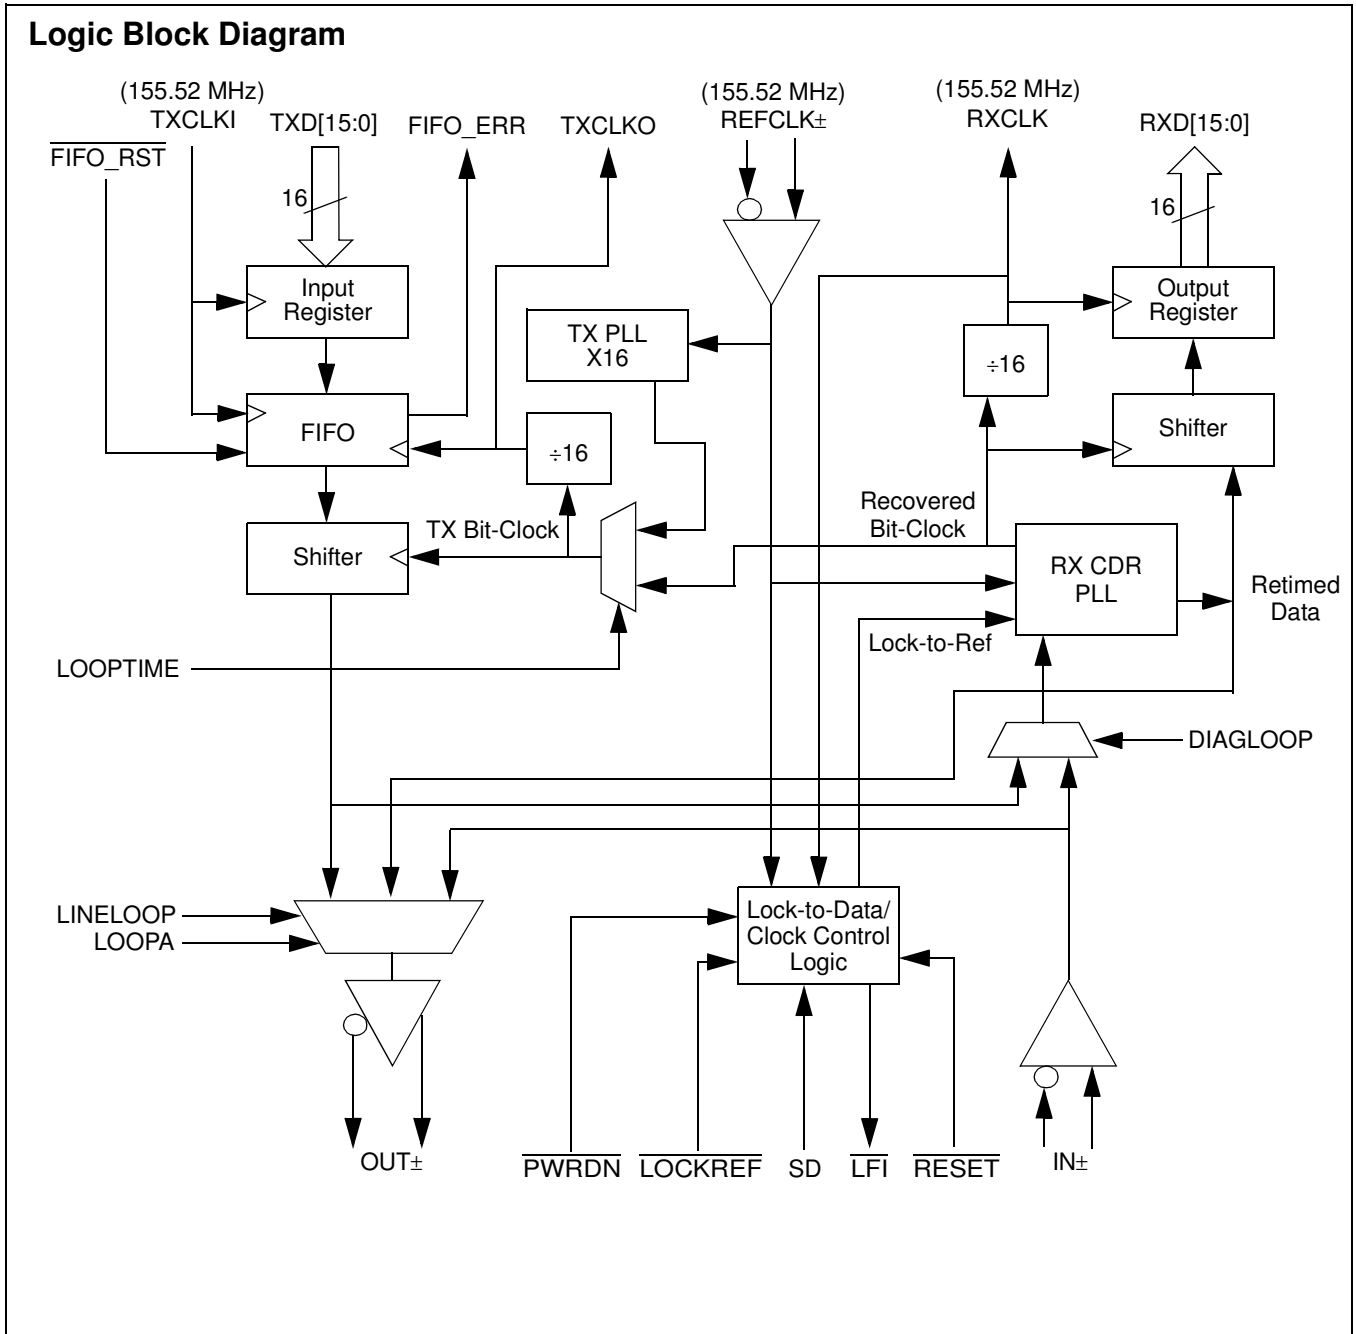 Logic Block Diagram
(155.52 MHz)
TXCLKI
TXD[15:0]
FIFO_ERR
TXCLKO
(155.52 MHz)
REFCLK±
(155.52 MHz)
RXCLK
RXD[15:0]
FIFO_RST
16
16
Input
Register
TX PLL
X16
÷16
Output
Register
FIFO
÷16
Shifter
Recovered
Bit-Clock
TX Bit-Clock
Shifter
RX CDR
PLL
Retimed
Data
Lock-to-Ref
LOOPTIME
DIAGLOOP
LINELOOP
LOOPA
Lock-to-Data/
Clock Control
Logic
OUT±
PWRDN
LOCKREF
SD
LFI
RESET
IN±